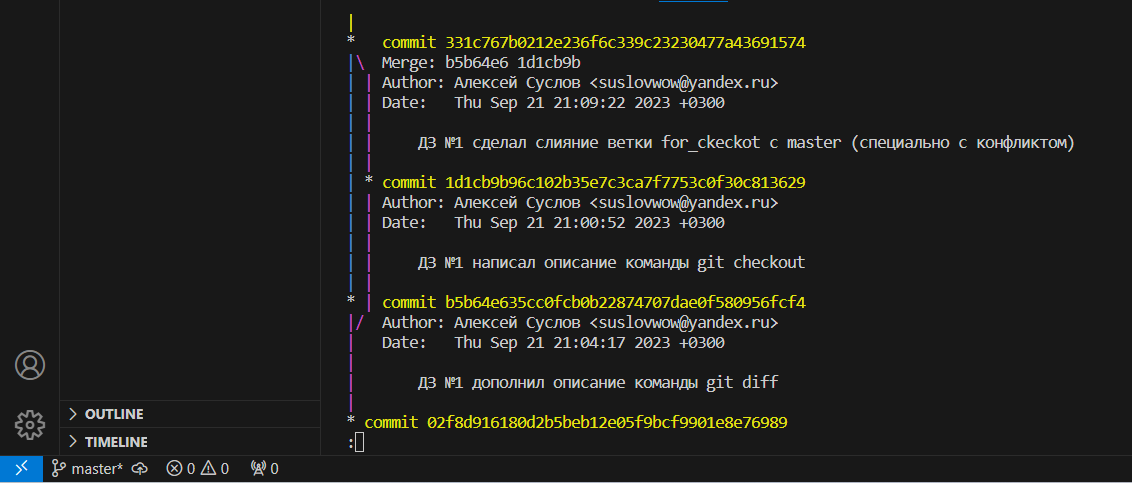 |
*   commit 331c767b0212e236f6c339c23230477a43691574
|\  Merge: b5b64e6 1d1cb9b
| | Author: Алексей Суслов <suslovwow@yandex.ru>
| | Date:   Thu Sep 21 21:09:22 2023 +0300
| |
| |     ДЗ №1 сделал слияние ветки for_ckeckot с master (специально с конфликтом)
| |
| * commit 1d1cb9b96c102b35e7c3ca7f7753c0f30c813629
| | Author: Алексей Суслов <suslovwow@yandex.ru>
| | Date:   Thu Sep 21 21:00:52 2023 +0300
| |
| |     ДЗ №1 написал описание команды git checkout
| |
* | commit b5b64e635cc0fcb0b22874707dae0f580956fcf4
|/  Author: Алексей Суслов <suslovwow@yandex.ru>
|   Date:   Thu Sep 21 21:04:17 2023 +0300
|
|       ДЗ №1 дополнил описание команды git diff
|
* commit 02f8d916180d2b5beb12e05f9bcf9901e8e76989
:
OUTLINE
TIMELINE
master* 0 0 0